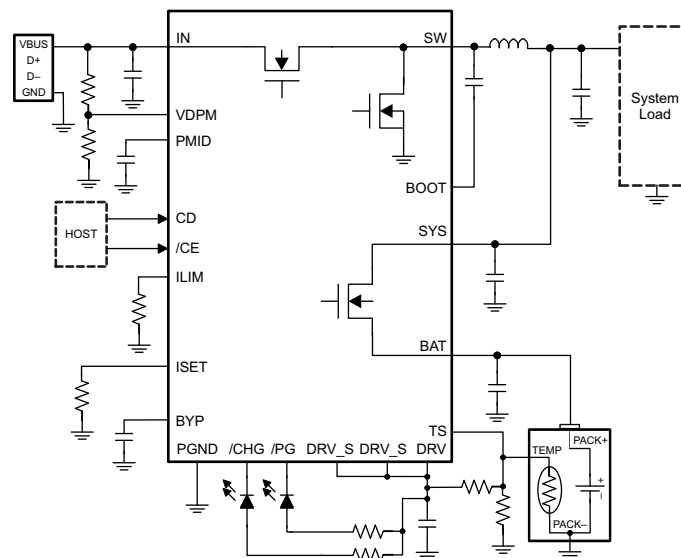 VBUS
D+
D–
GND
IN
SW
VDPM
PMID
System
Load
BOOT
HOST
CD
/CE
SYS
ILIM
BAT
ISET
BYP
TS
PGND
/CHG
/PG
DRV_S
DRV_S
DRV
TEMP
PACK+
+
–
PACK–